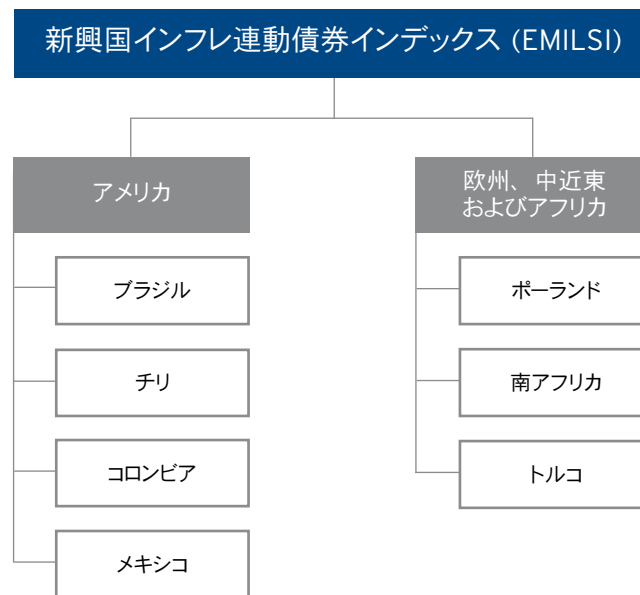 新興国インフレ連動債券インデックス (EMILSI)
アメリカ
ブラジル
チリ
コロンビア
メキシコ
欧州、中近東
およびアフリカ
ポーランド
南アフリカ
トルコ